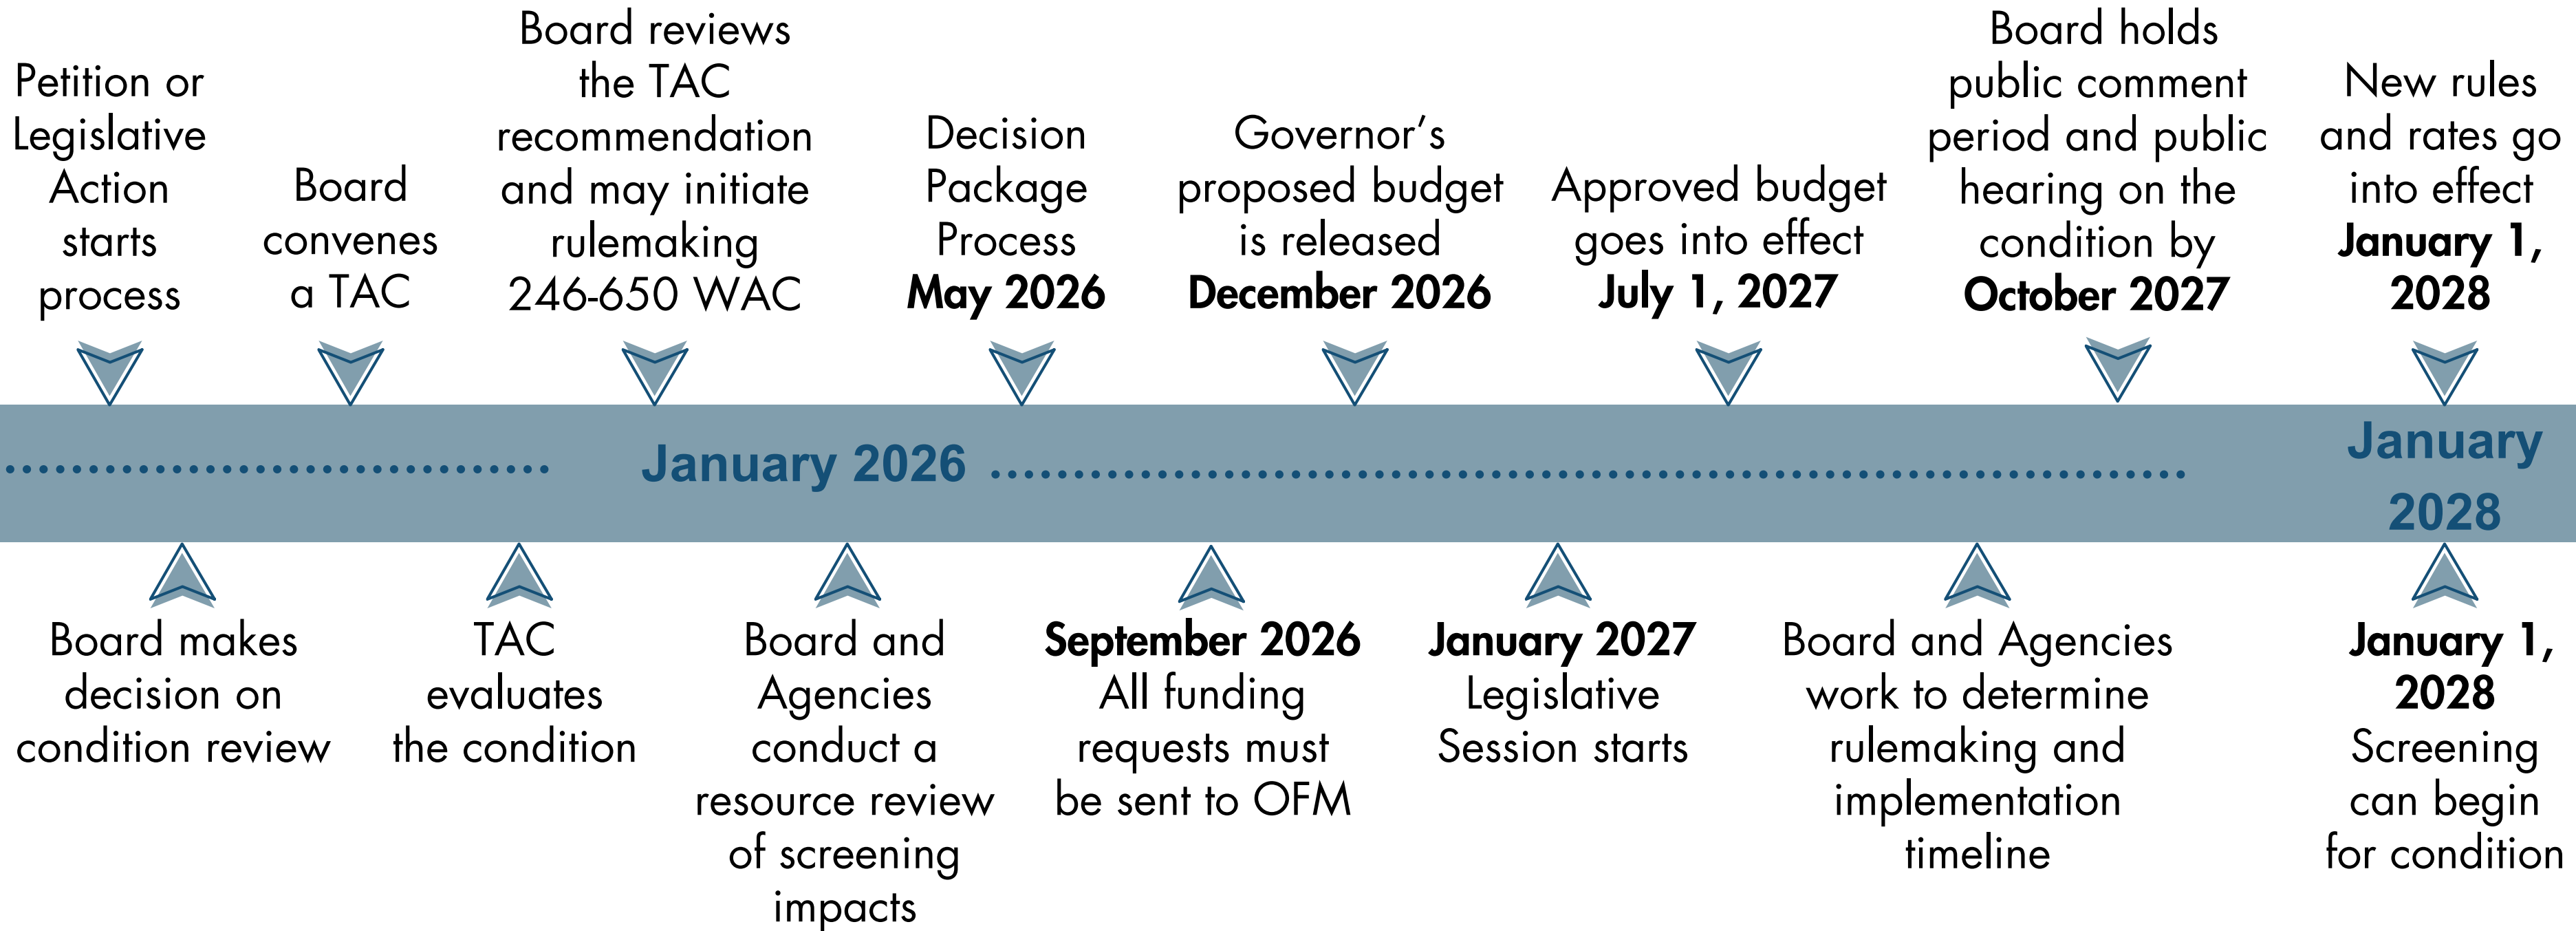 Petition or
Legislative
Action
starts
process
Board
convenes
a TAC
Board reviews
the TAC
recommendation
and may initiate
rulemaking
246-650 WAC
Decision
Package
Process
May 2026
Governor’s
proposed budget
is released
December 2026
Approved budget
goes into effect
July 1, 2027
Board holds
public comment
period and public
hearing on the
condition by
October 2027
New rules
and rates go
into effect
January 1,
2028
January 2026
January
2028
Board makes
decision on
condition review
TAC
evaluates
the condition
Board and
Agencies
conduct a
resource review
of screening
impacts
September 2026
All funding
requests must
be sent to OFM
January 2027
Legislative
Session starts
Board and Agencies
work to determine
rulemaking and
implementation
timeline
January 1,
2028
Screening
can begin
for condition